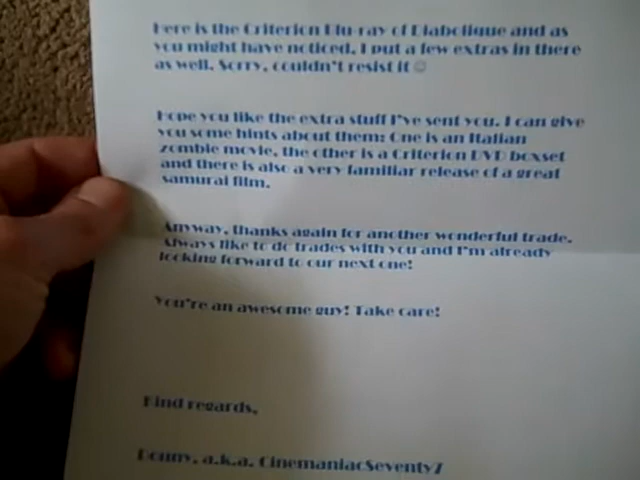 Here is the Criterion Blu-ray of Diabolique and as
you might have noticed, I put a few extras in there
as well. Sorry, couldn't resist it ☺
Hope you like the extra stuff I've sent you. I can give
you some hints about them: One is an Italian
zombie movie, the other is a Criterion DVD boxset
and there is also a very familiar release of a great
samurai film.
Anyway, thanks again for another wonderful trade.
Always like to do trades with you and I'm already
looking forward to our next one!
You're an awesome guy! Take care!
Kind regards,
Donny, a.k.a. CinemaniacSeventy7